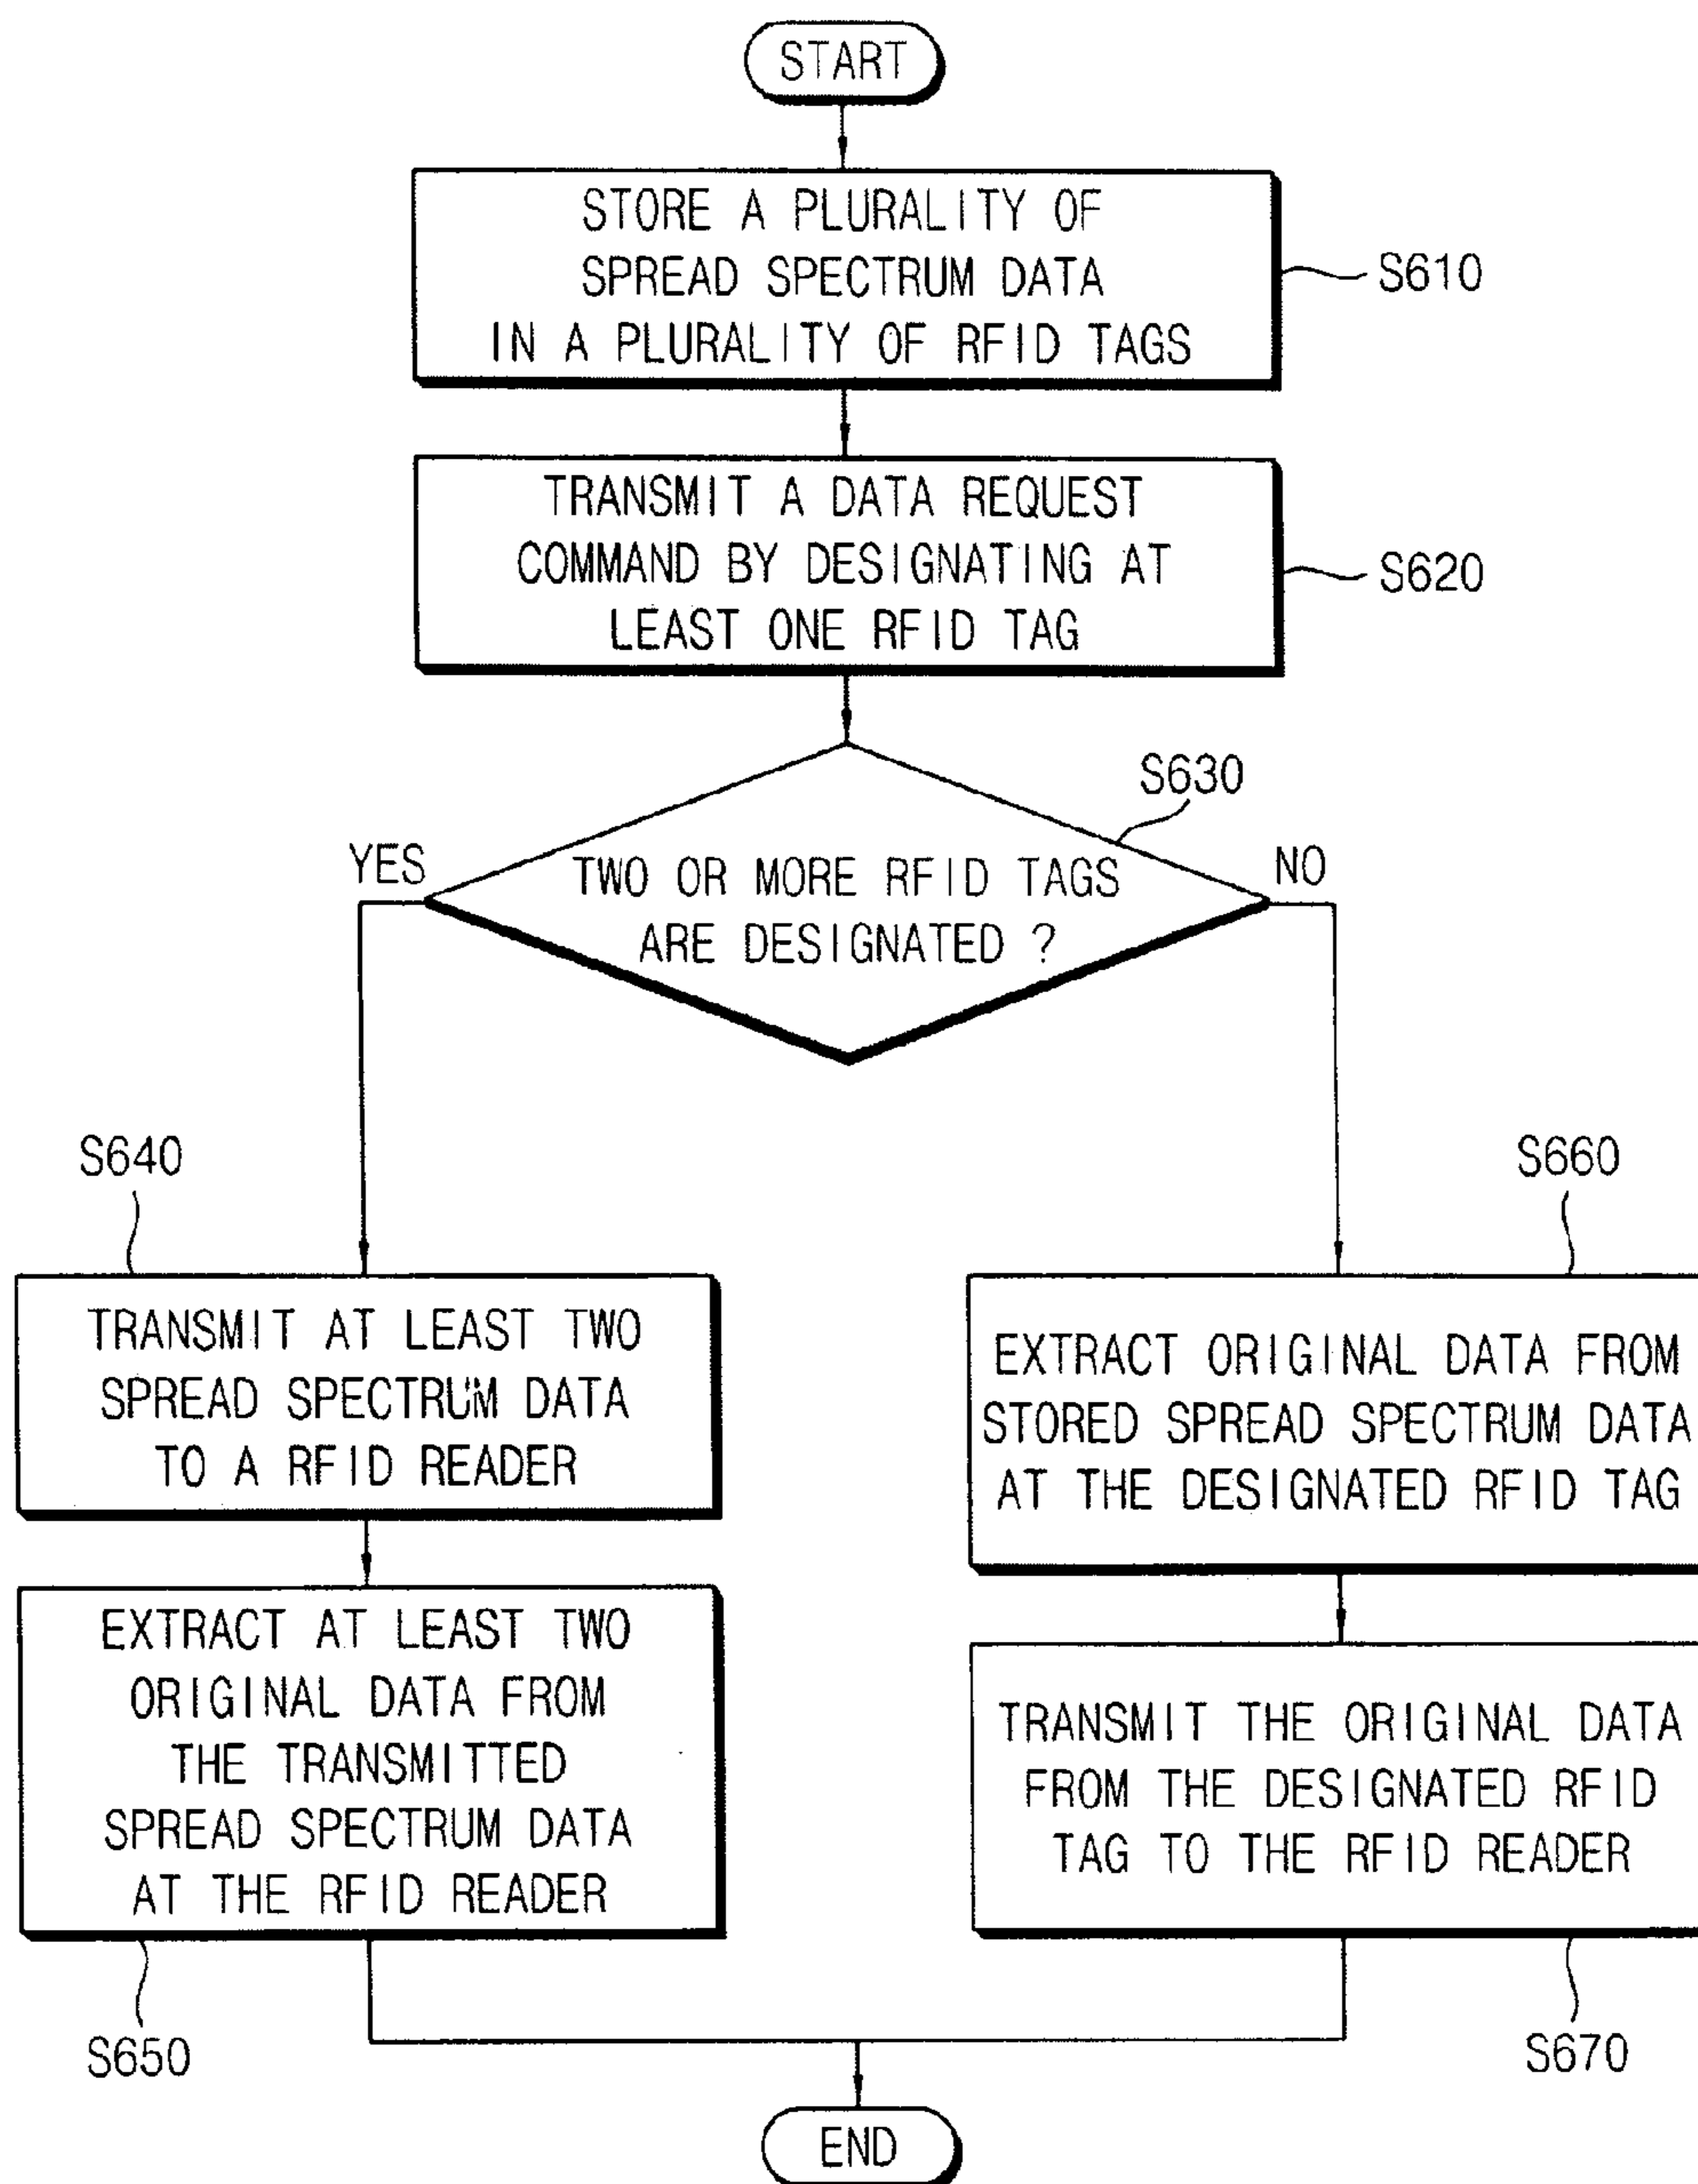 START
STORE A PLURALITY OF
SPREAD SPECTRUM DATA
IN A PLURALITY OF RFID TAGS
S610
TRANSMIT A DATA REQUEST
COMMAND BY DESIGNATING AT
LEAST ONE RFID TAG
S620
S630
YES
TWO OR MORE RFID TAGS
ARE DESIGNATED ?
NO
S640
TRANSMIT AT LEAST TWO
SPREAD SPECTRUM DATA
TO A RFID READER
EXTRACT AT LEAST TWO
ORIGINAL DATA FROM
THE TRANSMITTED
SPREAD SPECTRUM DATA
AT THE RFID READER
S650
S660
EXTRACT ORIGINAL DATA FROM
STORED SPREAD SPECTRUM DATA
AT THE DESIGNATED RFID TAG
TRANSMIT THE ORIGINAL DATA
FROM THE DESIGNATED RFID
TAG TO THE RFID READER
S670
END